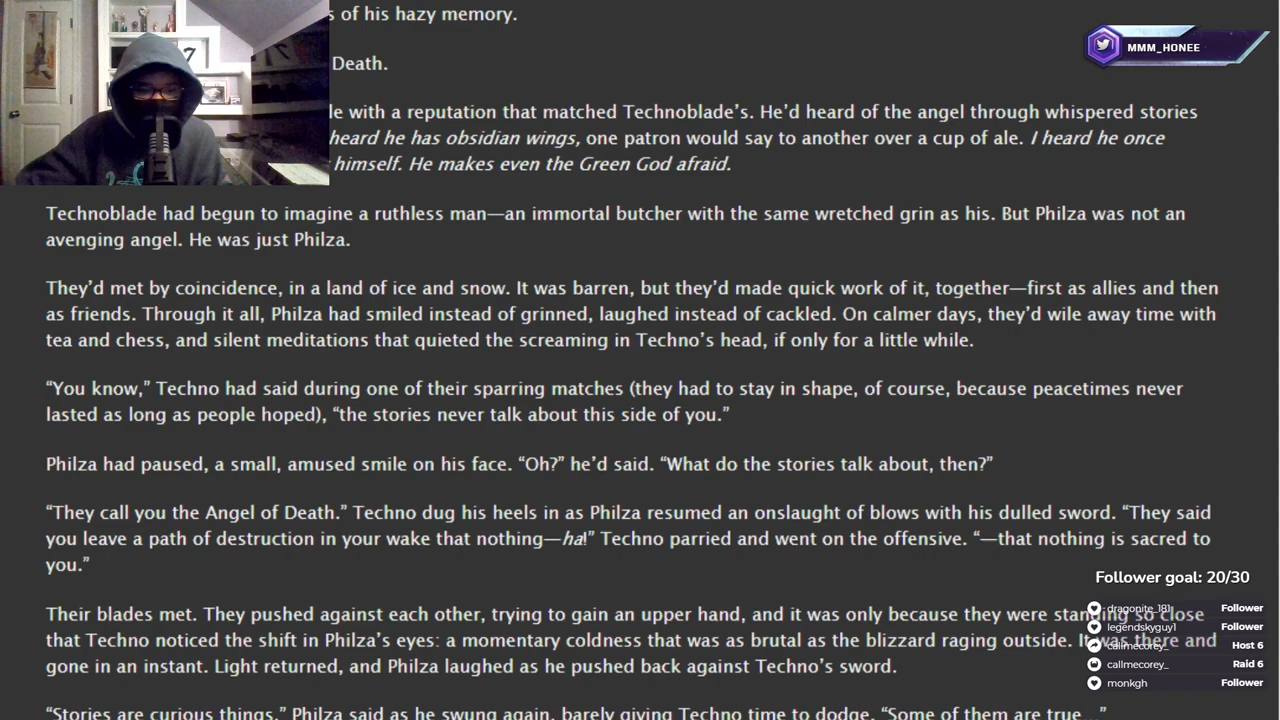 s of his hazy memory.
MMM_HONEE
Death.
le with a reputation that matched Technoblade's. He'd heard of the angel through whispered stories
heard he has obsidian wings, one patron would say to another over a cup of ale. I heard he once
himself. He makes even the Green God afraid.
Technoblade had begun to imagine a ruthless man—an immortal butcher with the same wretched grin as his. But Philza was not an
avenging angel. He was just Philza.
They'd met by coincidence, in a land of ice and snow. It was barren, but they'd made quick work of it, together—first as allies and then
as friends. Through it all, Philza had smiled instead of grinned, laughed instead of cackled. On calmer days, they'd wile away time with
tea and chess, and silent meditations that quieted the screaming in Techno's head, if only for a little while.
“You know,” Techno had said during one of their sparring matches (they had to stay in shape, of course, because peacetimes never
lasted as long as people hoped), “the stories never talk about this side of you.”
Philza had paused, a small, amused smile on his face. “Oh?” he'd said. “What do the stories talk about, then?”
“They call you the Angel of Death.” Techno dug his heels in as Philza resumed an onslaught of blows with his dulled sword. “They said
you leave a path of destruction in your wake that nothing—ha!” Techno parried and went on the offensive. “—that nothing is sacred to
you.”
Follower goal: 20/30
Their blades met. They pushed against each other, trying to gain an upper hand, and it was only because they were standing so close
that Techno noticed the shift in Philza's eyes: a momentary coldness that was as brutal as the blizzard raging outside. It was there and
gone in an instant. Light returned, and Philza laughed as he pushed back against Techno's sword.
dragonite_181 Follower
legendskyguy1 Follower
callmecorey_ Host 6
callmecorey_ Raid 6
monkgh Follower
“Stories are curious things,” Philza said as he swung again, barely giving Techno time to dodge. “Some of them are true...”